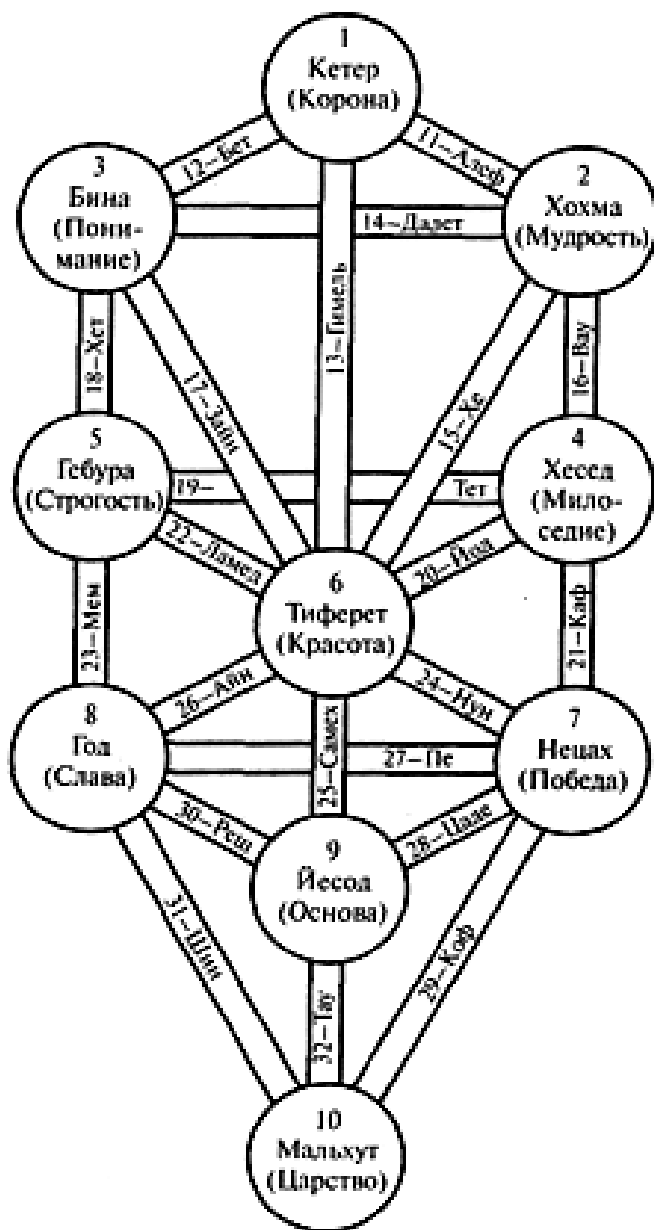 1
Кетер
(Корона)
12–Бет
11–Алеф
3
Бина
(Пони-
мание)
2
Хохма
(Мудрость)
14–Далет
13–Гимель
18–Хет
17–Зайн
15–Хе
16–Вау
5
Гебура
(Строгость)
19–
Тет
4
Хесед
(Мило-
седие)
22–Ламед
20–Йод
6
Тиферет
(Красота)
23–Мем
21–Каф
26–Айн
24–Нун
25–Самех
8
Год
(Слава)
27–Пе
7
Нецах
(Победа)
30–Реш
28–Цаде
9
Йесод
(Основа)
31–Шин
29–Коф
32–Тау
10
Мальхут
(Царство)